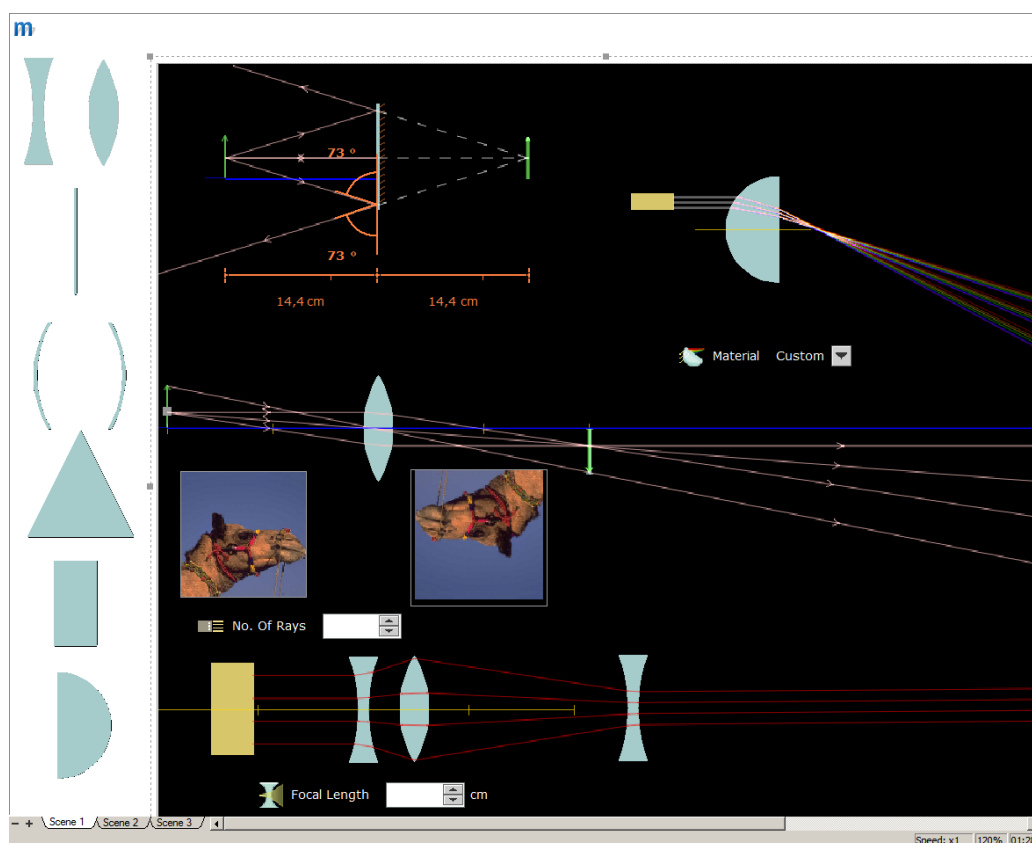 m
73 º
73 º
14,4 cm 14,4 cm
Material Custom
No. Of Rays
Focal Length cm
Scene 1 Scene 2 Scene 3
Speed: x1 120%